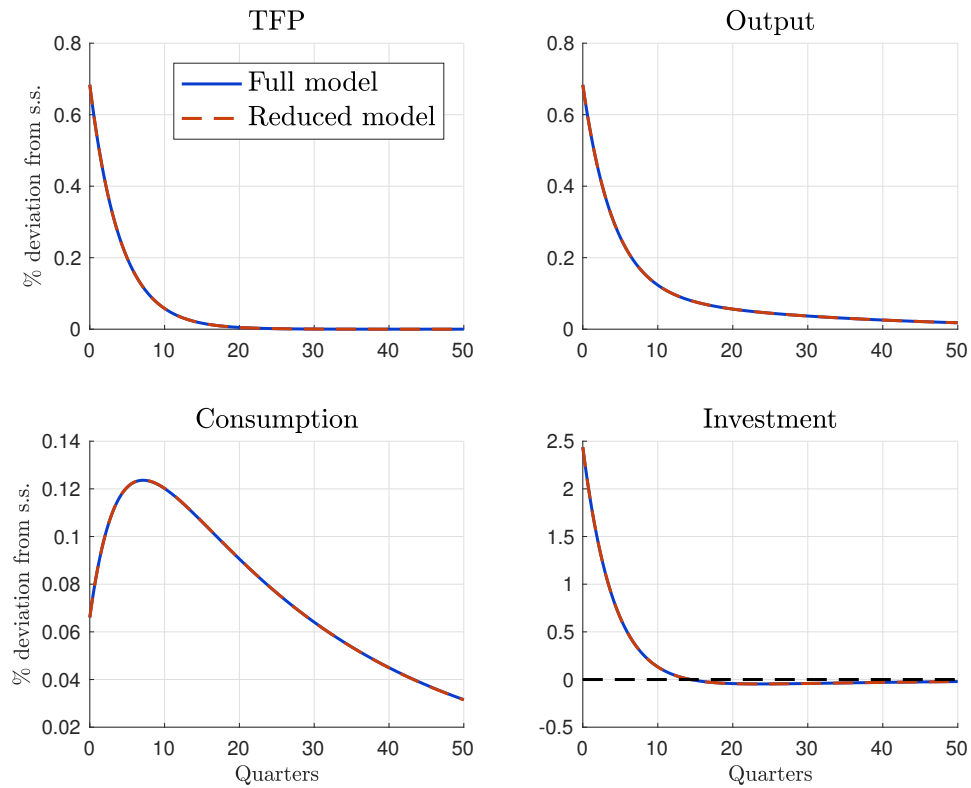 TFP
Output
% deviation from s.s.
0.8
0.6
0.4
0.2
0
Full model
Reduced model
0 10 20 30 40 50
0.8
0.6
0.4
0.2
0
0 10 20 30 40 50
Consumption
Investment
% deviation from s.s.
0.14
0.12
0.1
0.08
0.06
0.04
0.02
0 10 20 30 40 50
Quarters
2.5
2
1.5
1
0.5
0
-0.5
0 10 20 30 40 50
Quarters